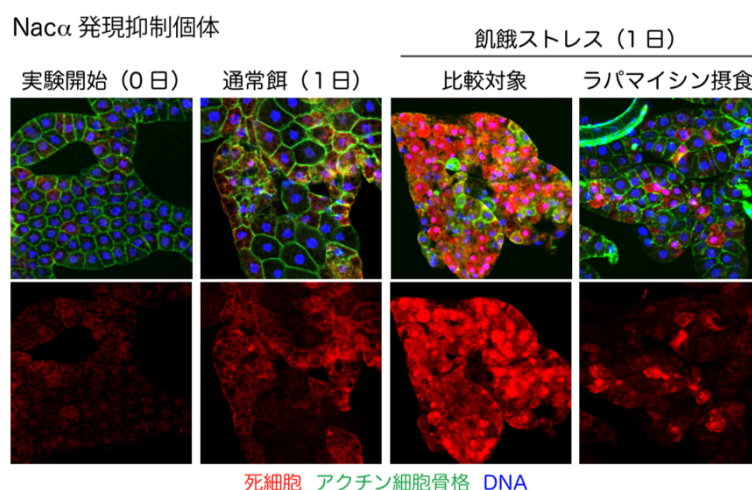 Nacα 発現抑制個体
飢餓ストレス（1日）
実験開始（0日）
通常餌（1日）
比較対象
ラパマイシン摂食
死細胞 アクチン細胞骨格 DNA